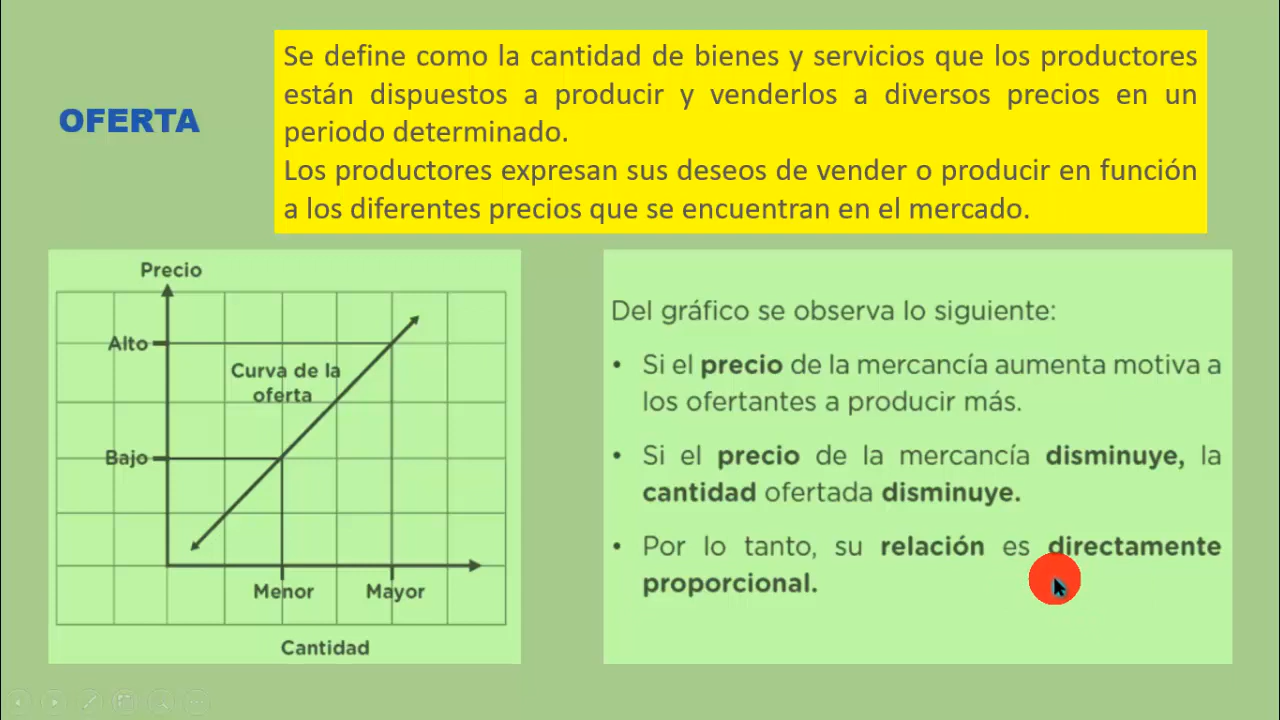 OFERTA
Se define como la cantidad de bienes y servicios que los productores
están dispuestos a producir y venderlos a diversos precios en un
periodo determinado.
Los productores expresan sus deseos de vender o producir en función
a los diferentes precios que se encuentran en el mercado.
Precio
Alto
Curva de la
oferta
Bajo
Menor
Mayor
Cantidad
Del gráfico se observa lo siguiente:
• Si el precio de la mercancía aumenta motiva a
los ofertantes a producir más.
• Si el precio de la mercancía disminuye, la
cantidad ofertada disminuye.
• Por lo tanto, su relación es directamente
proporcional.